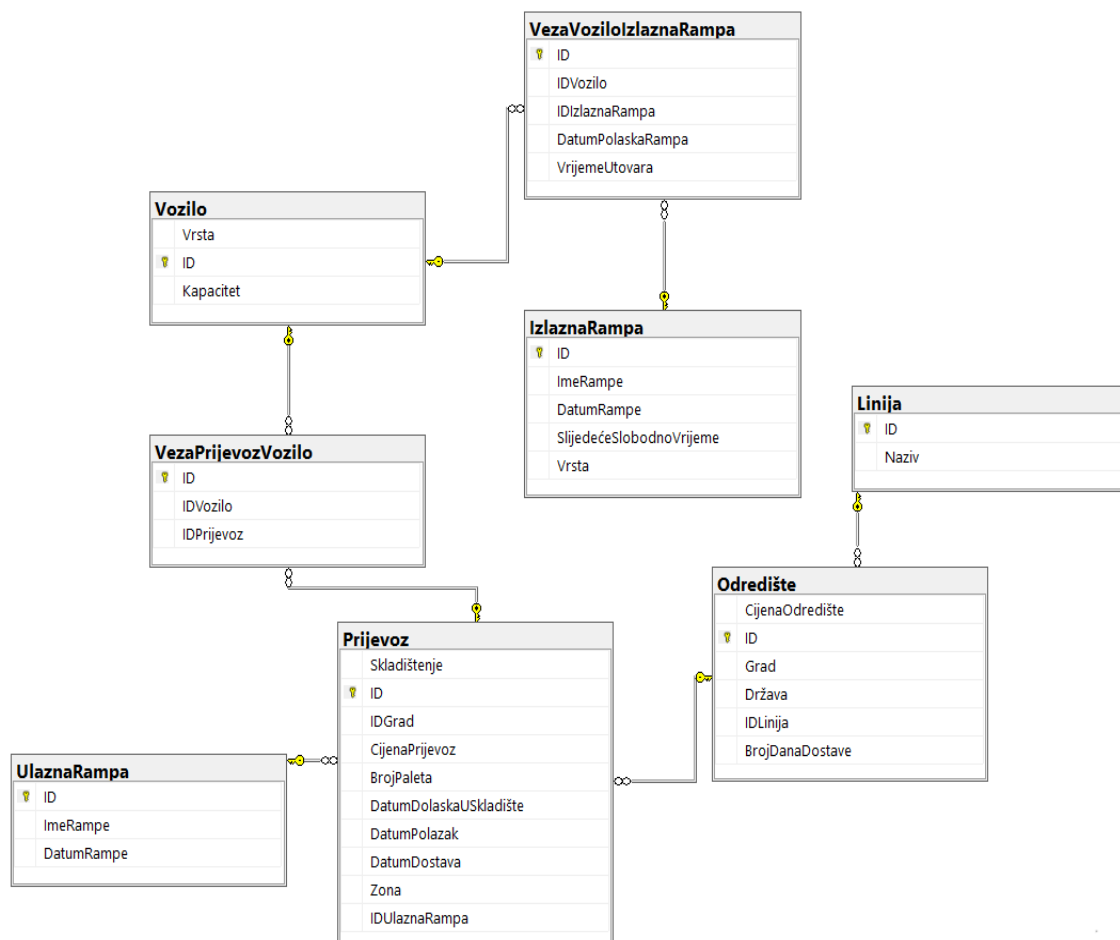 VezaVoziloIzlaznaRampa
ID
IDVozilo
IDIzlaznaRampa
DatumPolaskaRampa
VrijemeUtovara
Vozilo
Vrsta
ID
Kapacitet
IzlaznaRampa
ID
ImeRampe
DatumRampe
SlijedećeSlobodnoVrijeme
Vrsta
Linija
ID
Naziv
VezaPrijevozVozilo
ID
IDVozilo
IDPrijevoz
Odredište
CijenaOdredište
ID
Grad
Država
IDLinija
BrojDanaDostave
Prijevoz
Skladištenje
ID
IDGrad
CijenaPrijevoz
BrojPaleta
DatumDolaskaUSkladište
DatumPolazak
DatumDostava
Zona
IDUlaznaRampa
UlaznaRampa
ID
ImeRampe
DatumRampe